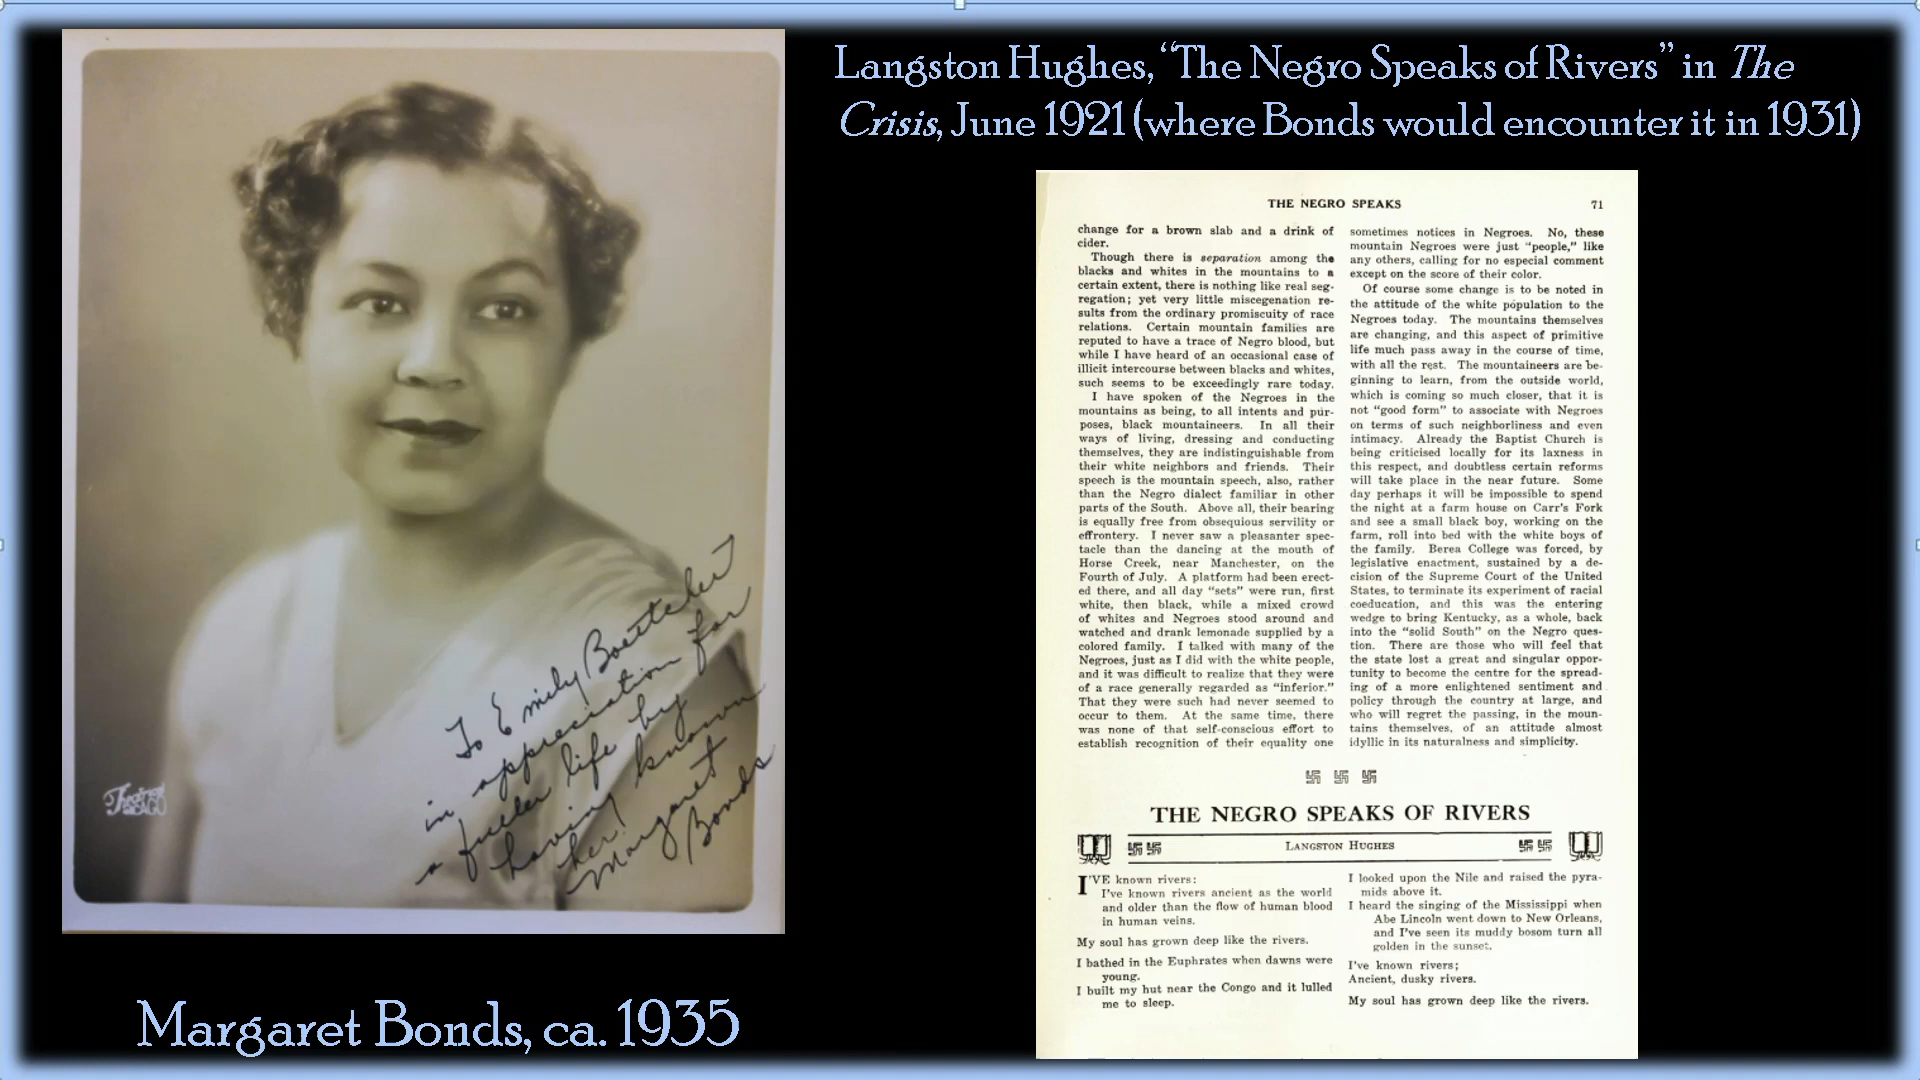 Langston Hughes, “The Negro Speaks of Rivers” in The
Crisis, June 1921 (where Bonds would encounter it in 1931)
To Emily Boettcher
in appreciation for
a fuller life by
having known
her
Margaret
Bonds
CHICAGO
Margaret Bonds, ca. 1935
THE NEGRO SPEAKS 71
change for a brown slab and a drink of
cider.
Though there is separation among the
blacks and whites in the mountains to a
certain extent, there is nothing like real seg-
regation; yet very little miscegenation re-
sults from the ordinary promiscuity of race
relations. Certain mountain families are
reputed to have a trace of Negro blood, but
while I have heard of an occasional case of
illicit intercourse between blacks and whites,
such seems to be exceedingly rare today.
I have spoken of the Negroes in the
mountains as being, to all intents and pur-
poses, black mountaineers. In all their
ways of living, dressing and conducting
themselves, they are indistinguishable from
their white neighbors and friends. Their
speech is the mountain speech, also, rather
than the Negro dialect familiar in other
parts of the South. Above all, their bearing
is equally free from obsequious servility or
effrontery. I never saw a pleasanter spec-
tacle than the dancing at the mouth of
Horse Creek, near Manchester, on the
Fourth of July. A platform had been erect-
ed there, and all day “sets” were run, first
white, then black, while a mixed crowd
of whites and Negroes stood around and
watched and drank lemonade supplied by a
colored family. I talked with many of the
Negroes, just as I did with the white people,
and it was difficult to realize that they were
of a race generally regarded as “inferior.”
That they were such had never seemed to
occur to them. At the same time, there
was none of that self-conscious effort to
establish recognition of their equality one
sometimes notices in Negroes. No, these
mountain Negroes were just “people,” like
any others, calling for no especial comment
except on the score of their color.
Of course some change is to be noted in
the attitude of the white population to the
Negroes today. The mountains themselves
are changing, and this aspect of primitive
life much pass away in the course of time,
with all the rest. The mountaineers are be-
ginning to learn, from the outside world,
which is coming so much closer, that it is
not “good form” to associate with Negroes
on terms of such neighborliness and even
intimacy. Already the Baptist Church is
being criticised locally for its laxness in
this respect, and doubtless certain reforms
will take place in the near future. Some
day perhaps it will be impossible to spend
the night at a farm house on Carr's Fork
and see a small black boy, working on the
farm, roll into bed with the white boys of
the family. Berea College was forced, by
legislative enactment, sustained by a de-
cision of the Supreme Court of the United
States, to terminate its experiment of racial
coeducation, and this was the entering
wedge to bring Kentucky, as a whole, back
into the “solid South” on the Negro ques-
tion. There are those who will feel that
the state lost a great and singular oppor-
tunity to become the centre for the spread-
ing of a more enlightened sentiment and
policy through the country at large, and
who will regret the passing, in the moun-
tains themselves, of an attitude almost
idyllic in its naturalness and simplicity.
THE NEGRO SPEAKS OF RIVERS
LANGSTON HUGHES
I'VE known rivers:
I've known rivers ancient as the world
and older than the flow of human blood
in human veins.
My soul has grown deep like the rivers.
I bathed in the Euphrates when dawns were
young.
I built my hut near the Congo and it lulled
me to sleep.
I looked upon the Nile and raised the pyra-
mids above it.
I heard the singing of the Mississippi when
Abe Lincoln went down to New Orleans,
and I've seen its muddy bosom turn all
golden in the sunset.
I've known rivers;
Ancient, dusky rivers.
My soul has grown deep like the rivers.